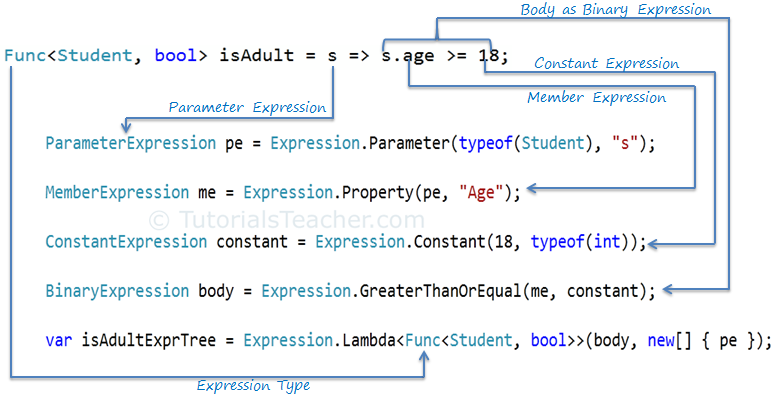 Body as Binary Expression
Func<Student, bool> isAdult = s => s.age >= 18;
Constant Expression
Member Expression
Parameter Expression
ParameterExpression pe = Expression.Parameter(typeof(Student), "s");
MemberExpression me = Expression.Property(pe, "Age");
© TutorialsTeacher.com
ConstantExpression constant = Expression.Constant(18, typeof(int));
BinaryExpression body = Expression.GreaterThanOrEqual(me, constant);
var isAdultExprTree = Expression.Lambda<Func<Student, bool>>(body, new[] { pe });
Expression Type